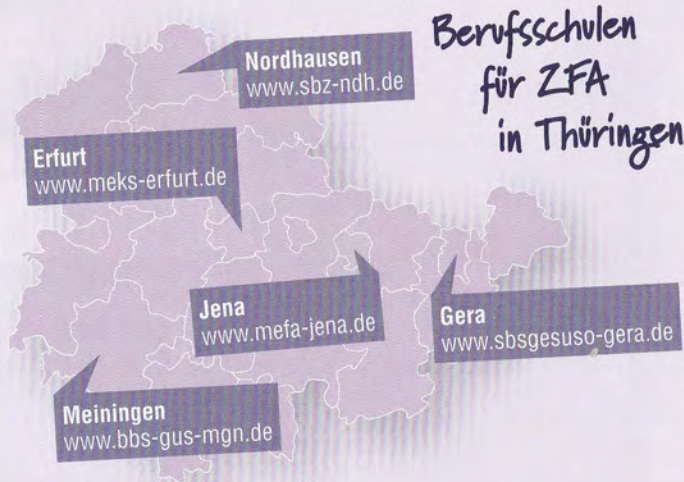 Berufsschulen
für ZFA
in Thüringen
Nordhausen
www.sbz-ndh.de
Erfurt
www.meks-erfurt.de
Jena
www.mefa-jena.de
Gera
www.sbsgesuso-gera.de
Meiningen
www.bbs-gus-mgn.de